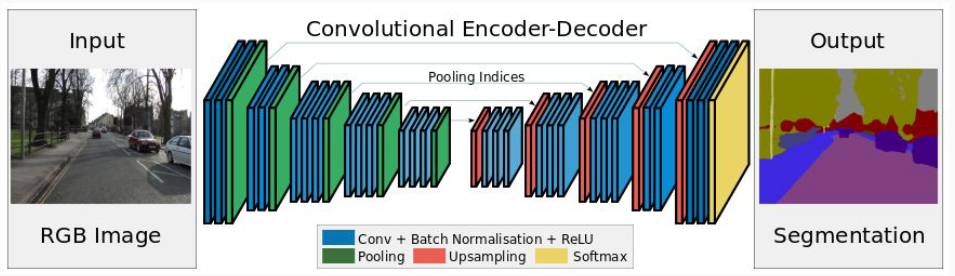 Convolutional Encoder-Decoder
Input
Output
Pooling Indices
RGB Image
Segmentation
Conv + Batch Normalisation + ReLU
Pooling
Upsampling
Softmax